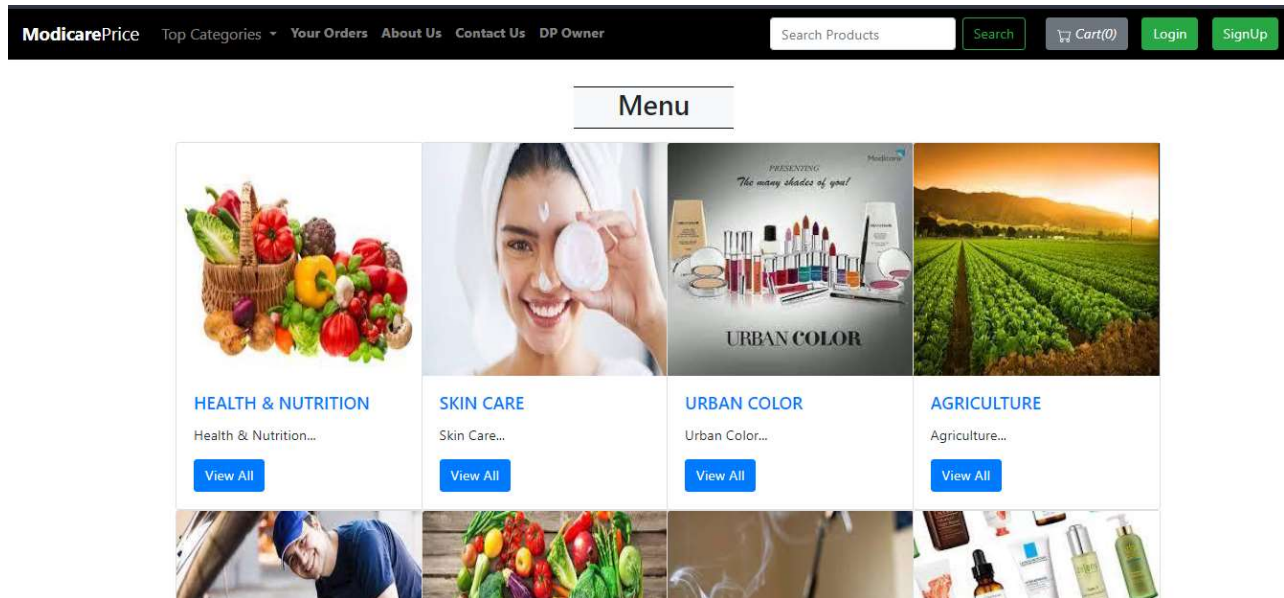 ModicarePrice Top Categories Your Orders About Us Contact Us DP Owner Search Products Search Cart(0) Login SignUp
Menu
Modicare
PRESENTING
The many shades of you!
URBAN COLOR
HEALTH & NUTRITION SKIN CARE URBAN COLOR AGRICULTURE
Health & Nutrition... Skin Care... Urban Color... Agriculture...
View All View All View All View All